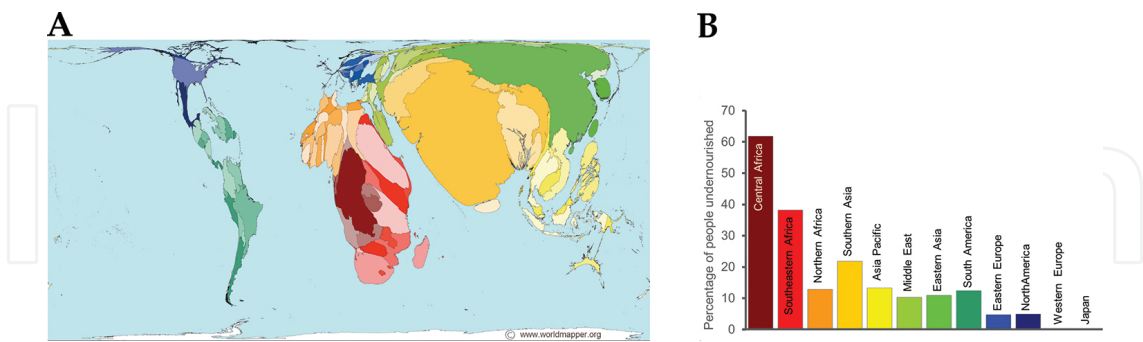 A
© www.worldmapper.org
B
Percentage of people undernourished
70
60
50
40
30
20
10
0
Central Africa
Southeastern Africa
Northern Africa
Southern Asia
Asia Pacific
Middle East
Eastern Asia
South America
Eastern Europe
NorthAmerica
Western Europe
Japan